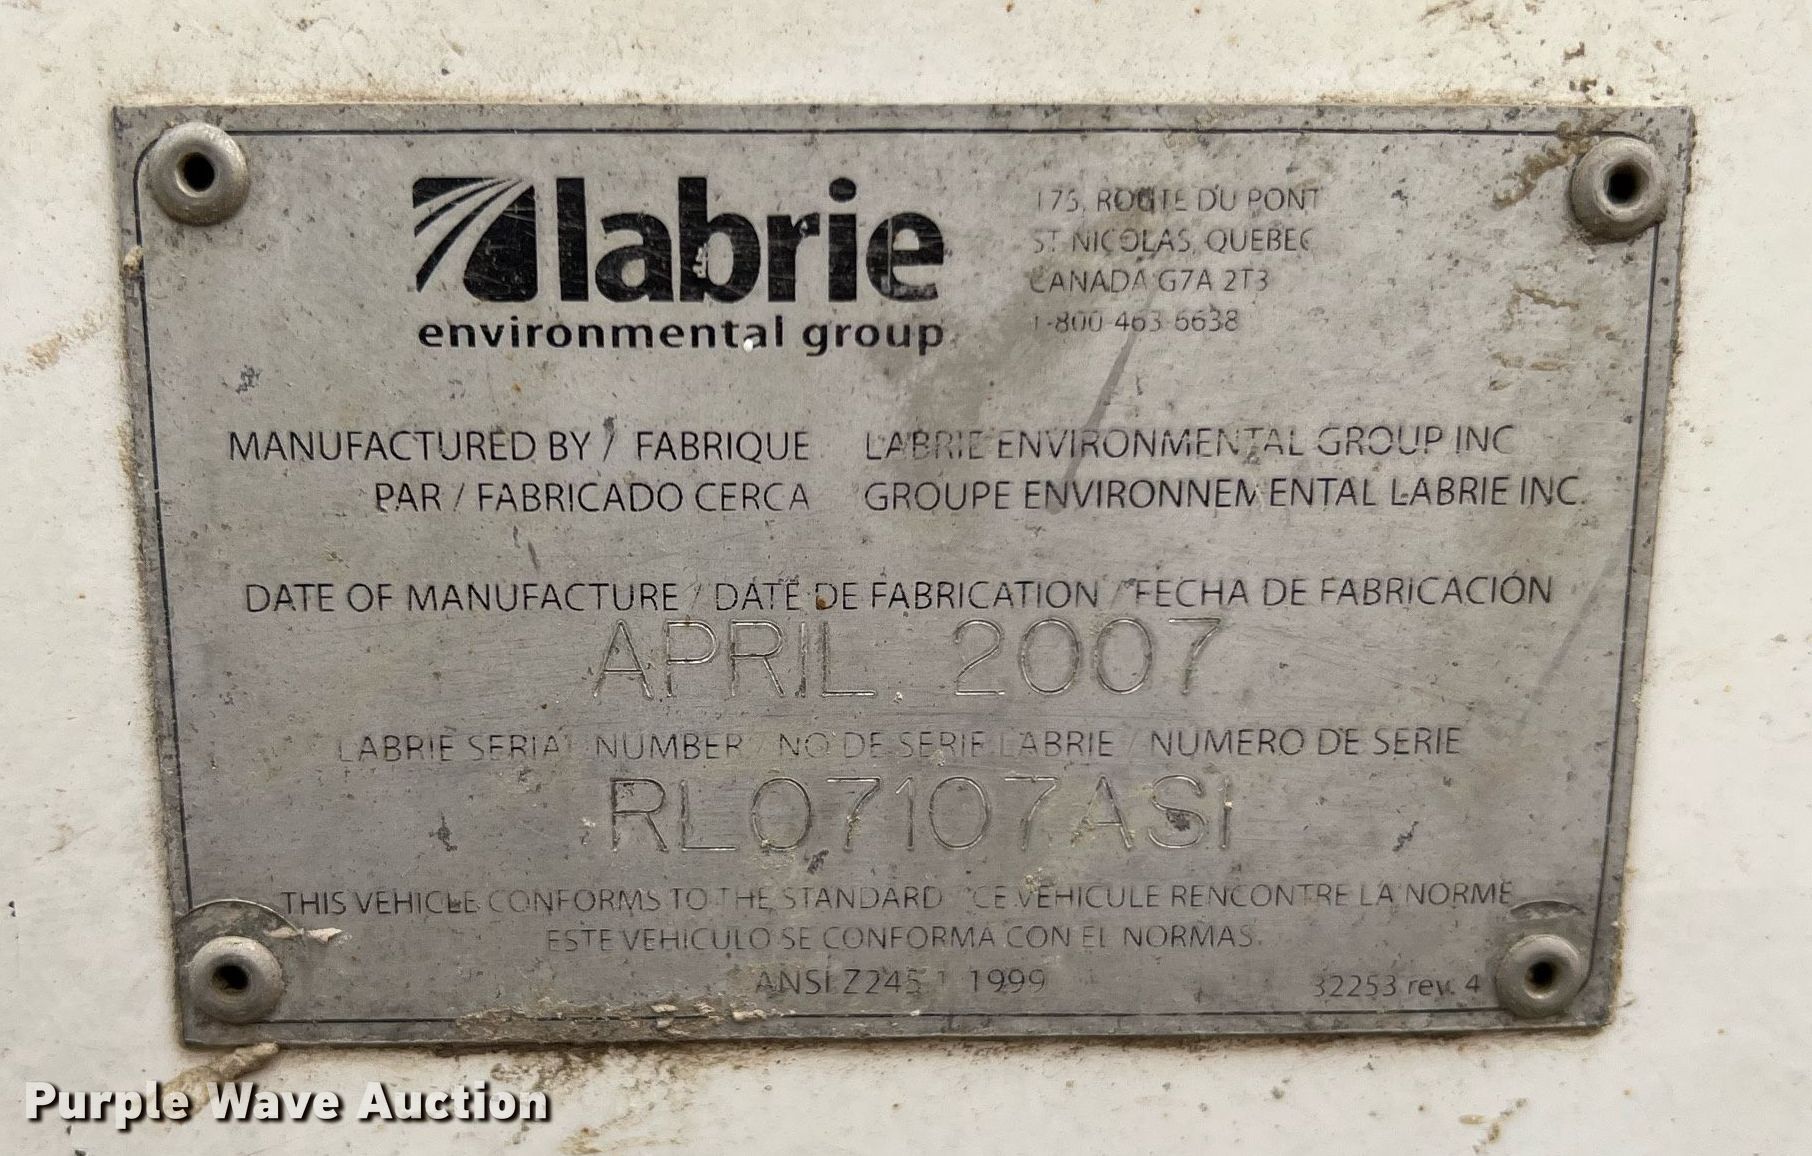 labrie
environmental group
175, ROUTE DU PONT
ST-NICOLAS, QUEBEC
CANADA G7A 2T3
1-800-463-6638
MANUFACTURED BY / FABRIQUE LABRIE ENVIRONMENTAL GROUP INC
PAR / FABRICADO CERCA GROUPE ENVIRONNEMENTAL LABRIE INC.
DATE OF MANUFACTURE / DATE DE FABRICATION / FECHA DE FABRICACIÓN
APRIL, 2007
LABRIE SERIAL NUMBER / NO DE SERIE LABRIE / NUMERO DE SERIE
RL07107ASI
THIS VEHICLE CONFORMS TO THE STANDARD / CE VEHICULE RENCONTRE LA NORME
ESTE VEHICULO SE CONFORMA CON EL NORMAS.
ANSI Z245.1 1999
32253 rev. 4
Purple Wave Auction